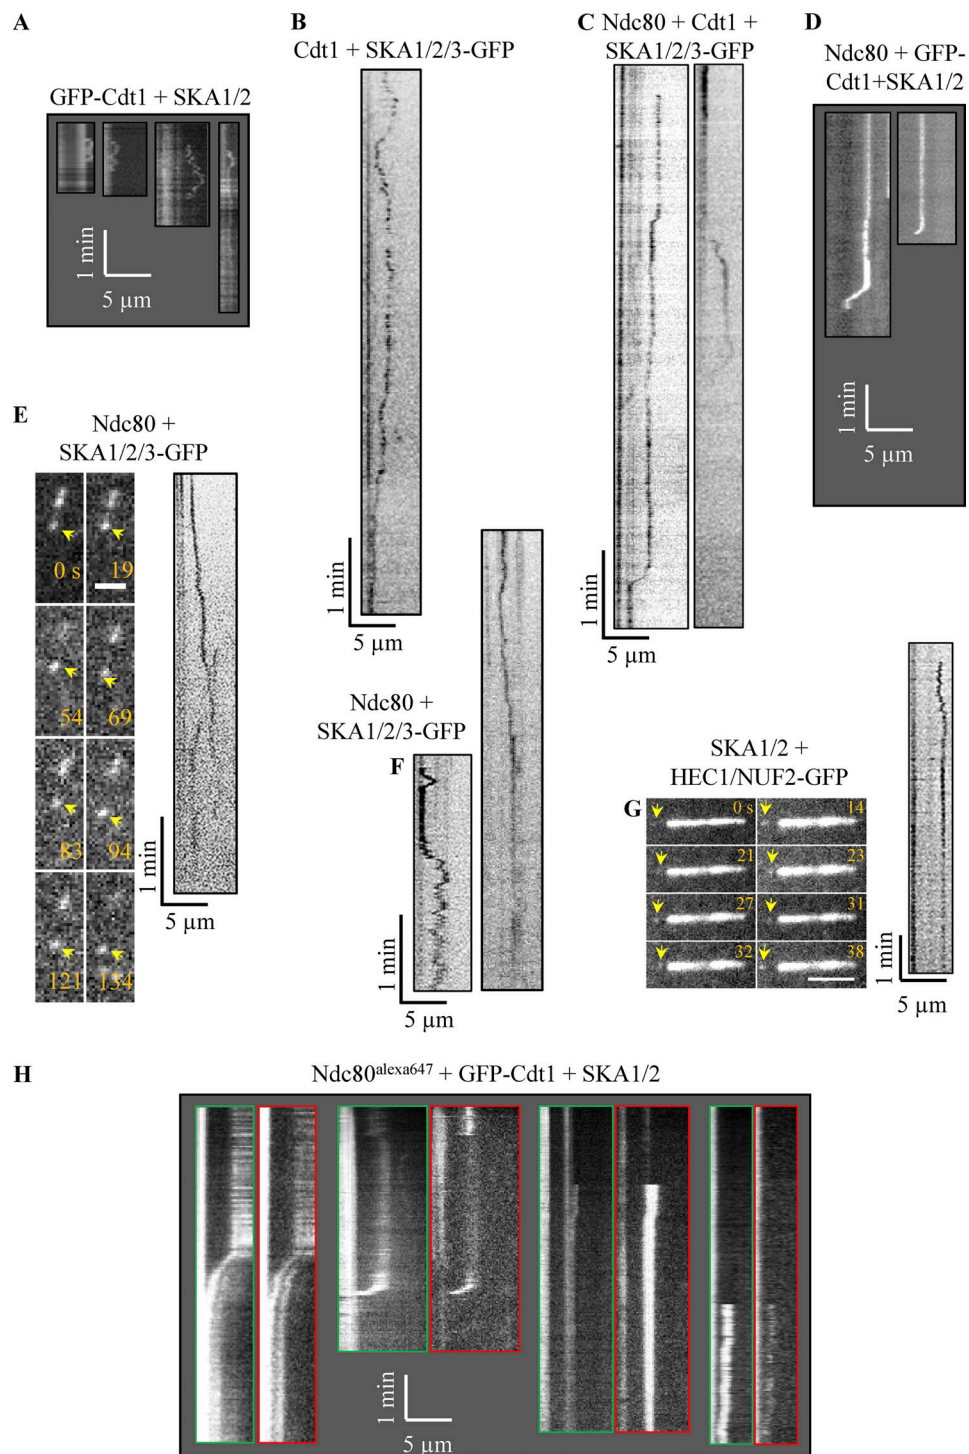 A
GFP-Cdt1 + SKA1/2
1 min
5 µm
B
Cdt1 + SKA1/2/3-GFP
1 min
5 µm
C Ndc80 + Cdt1 +
SKA1/2/3-GFP
1 min
5 µm
D
Ndc80 + GFP-
Cdt1+SKA1/2
1 min
5 µm
E
Ndc80 +
SKA1/2/3-GFP
0 s
19
54
69
83
94
121
134
1 min
5 µm
Ndc80 +
SKA1/2/3-GFP
F
1 min
5 µm
SKA1/2 +
HEC1/NUF2-GFP
G
0 s
14
21
23
27
31
32
38
1 min
5 µm
H
Ndc80alexa647 + GFP-Cdt1 + SKA1/2
1 min
5 µm